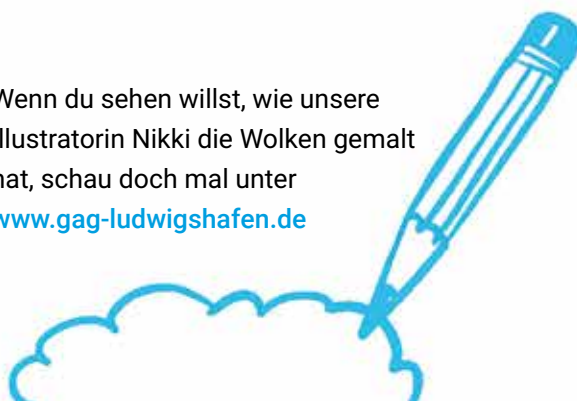 Wenn du sehen willst, wie unsere
Illustratorin Nikki die Wolken gemalt
hat, schau doch mal unter
www.gag-ludwigshafen.de